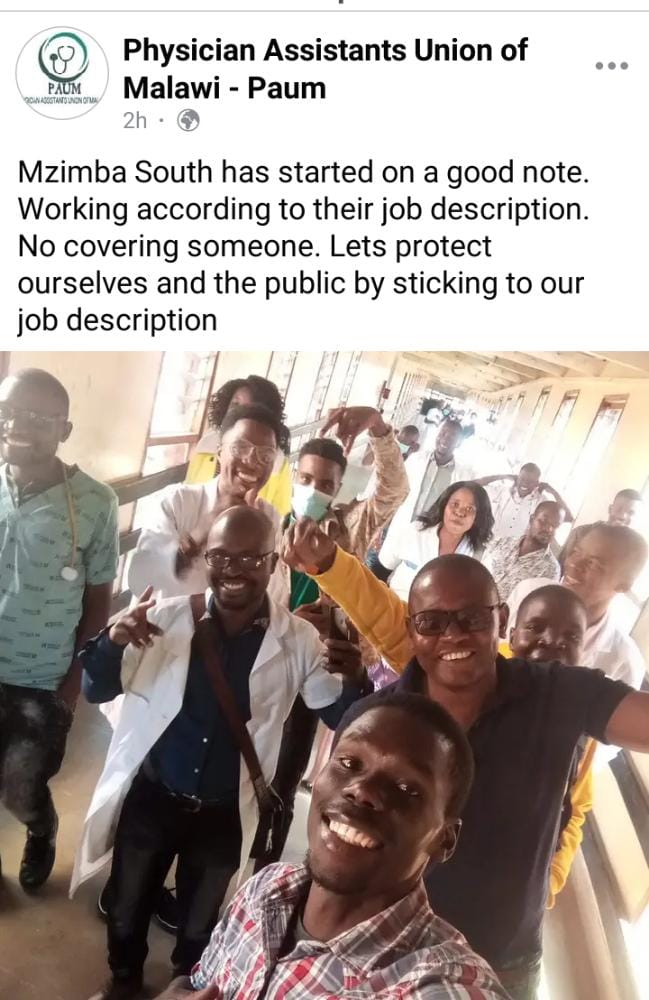 Physician Assistants Union of
Malawi - Paum
2h ·
PAUM
Mzimba South has started on a good note.
Working according to their job description.
No covering someone. Lets protect
ourselves and the public by sticking to our
job description